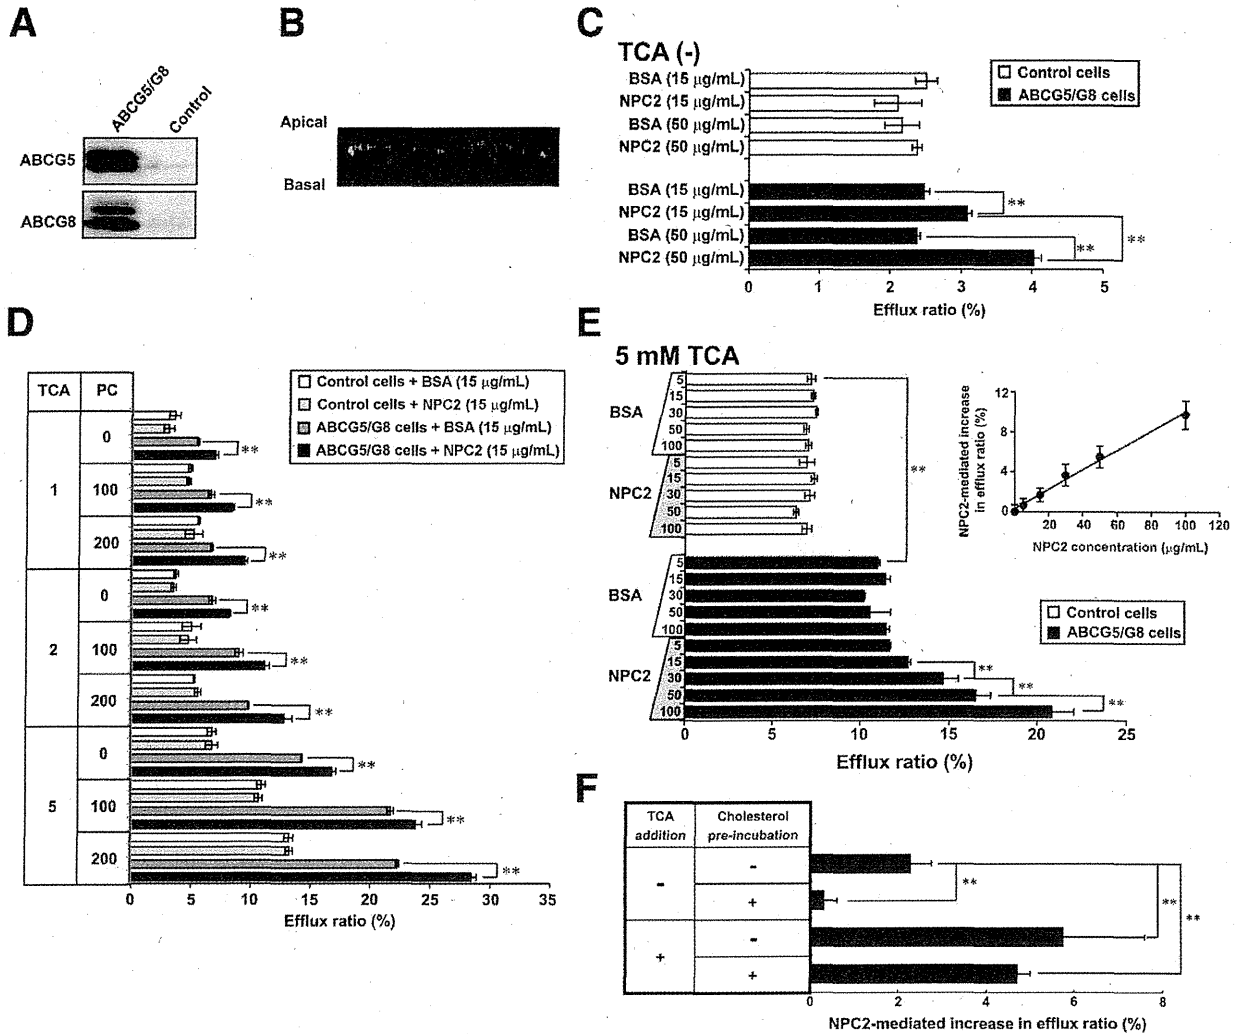 A
ABCG5/G8
Control
ABCG5
ABCG8
B
Apical
Basal
C
TCA (-)
BSA (15 µg/mL)
NPC2 (15 µg/mL)
BSA (50 µg/mL)
NPC2 (50 µg/mL)
BSA (15 µg/mL)
NPC2 (15 µg/mL)
BSA (50 µg/mL)
NPC2 (50 µg/mL)
Control cells
ABCG5/G8 cells
**
**
**
0 1 2 3 4 5
Efflux ratio (%)
D
TCA PC
Control cells + BSA (15 µg/mL)
Control cells + NPC2 (15 µg/mL)
ABCG5/G8 cells + BSA (15 µg/mL)
ABCG5/G8 cells + NPC2 (15 µg/mL)
1
0 **
100 **
200 **
2
0 **
100 **
200 **
5
0 **
100 **
200 **
0 5 10 15 20 25 30 35
Efflux ratio (%)
E
5 mM TCA
BSA
5
15
30
50
100
NPC2
5
15
30
50
100
BSA
5
15
30
50
100
NPC2
5
15
30
50
100
**
**
**
**
0 5 10 15 20 25
Efflux ratio (%)
NPC2-mediated increase
in efflux ratio (%)
12
8
4
0
20 40 60 80 100 120
NPC2 concentration (µg/mL)
Control cells
ABCG5/G8 cells
F
TCA addition
Cholesterol pre-incubation
-
-
+
+
-
+
**
**
**
0 2 4 6 8
NPC2-mediated increase in efflux ratio (%)